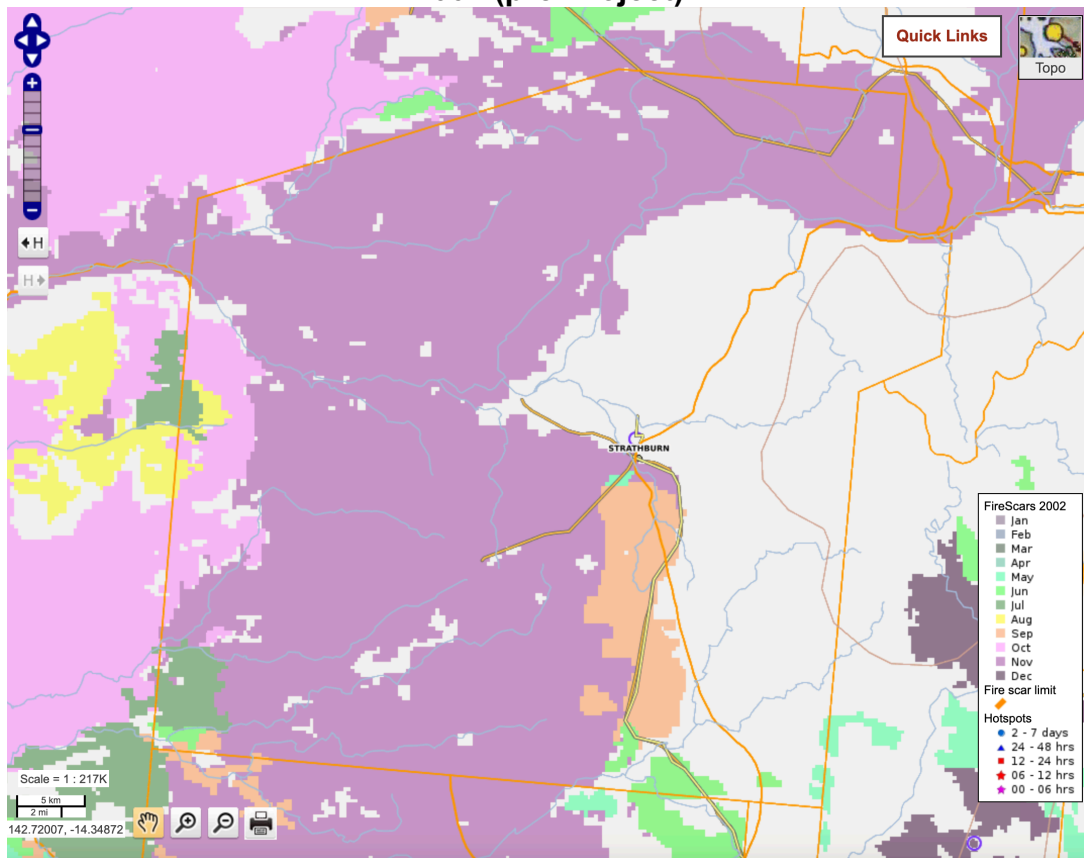 Quick Links
Topo
H
H
STRATHBURN
FireScars 2002
Jan
Feb
Mar
Apr
May
Jun
Jul
Aug
Sep
Oct
Nov
Dec
Fire scar limit
Hotspots
2 - 7 days
24 - 48 hrs
12 - 24 hrs
06 - 12 hrs
00 - 06 hrs
Scale = 1 : 217K
5 km
2 mi
142.72007, -14.34872